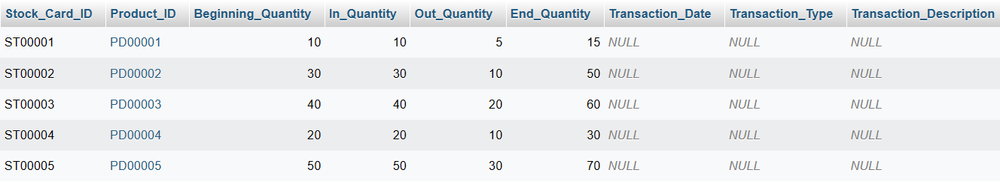 Stock_Card_ID Product_ID Beginning_Quantity In_Quantity Out_Quantity End_Quantity Transaction_Date Transaction_Type Transaction_Description
ST00001 PD00001 10 10 5 15 NULL NULL NULL
ST00002 PD00002 30 30 10 50 NULL NULL NULL
ST00003 PD00003 40 40 20 60 NULL NULL NULL
ST00004 PD00004 20 20 10 30 NULL NULL NULL
ST00005 PD00005 50 50 30 70 NULL NULL NULL